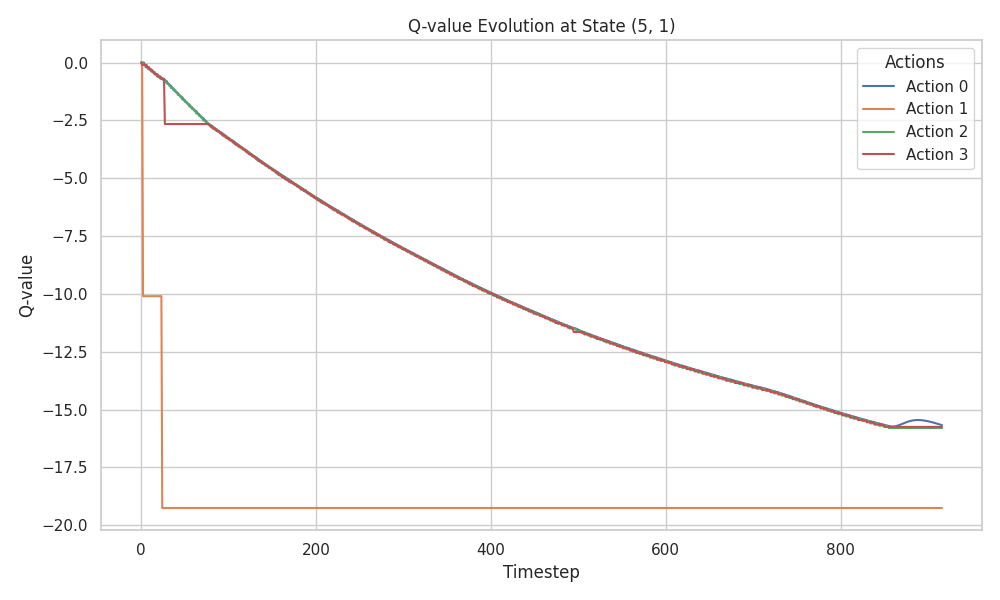 Q-value Evolution at State (5, 1)
Actions
Action 0
Action 1
Action 2
Action 3
Q-value
0.0
−2.5
−5.0
−7.5
−10.0
−12.5
−15.0
−17.5
−20.0
0 200 400 600 800
Timestep